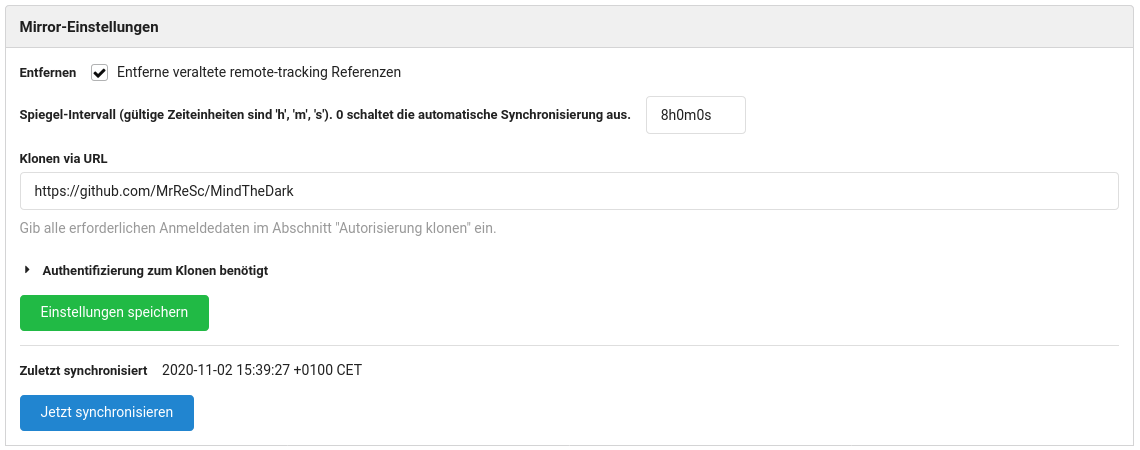 Mirror-Einstellungen
Entfernen Entferne veraltete remote-tracking Referenzen
Spiegel-Intervall (gültige Zeiteinheiten sind 'h', 'm', 's'). 0 schaltet die automatische Synchronisierung aus. 8h0m0s
Klonen via URL
https://github.com/MrReSc/MindTheDark
Gib alle erforderlichen Anmeldedaten im Abschnitt "Autorisierung klonen" ein.
Authentifizierung zum Klonen benötigt
Einstellungen speichern
Zuletzt synchronisiert 2020-11-02 15:39:27 +0100 CET
Jetzt synchronisieren